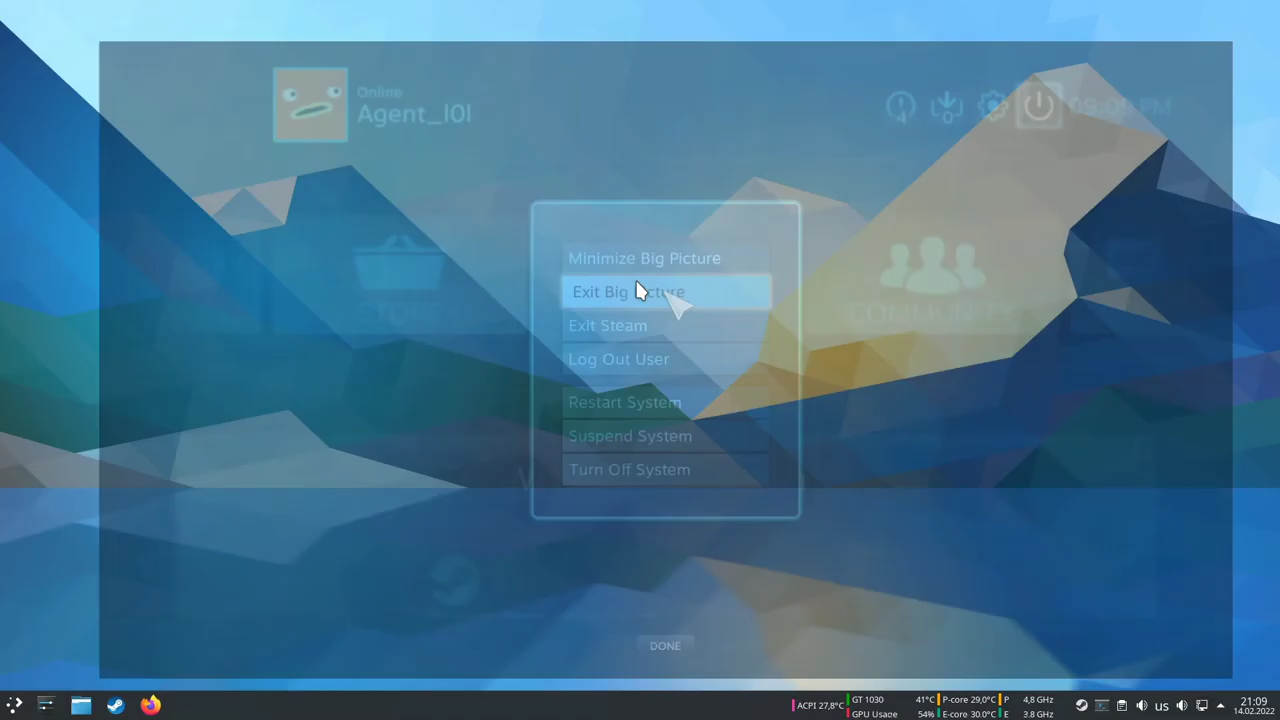 Online
Agent_l0l
Minimize Big Picture
Exit Big Picture
Exit Steam
Log Out User
Restart System
Suspend System
Turn Off System
COMMUNITY
DONE
ACPI 27,8°C
GT 1030 41°C
GPU Usage 54%
P-core 29,0°C
E-core 30.0°C
P 4,8 GHz
E 3.8 GHz
us
21:09
14.02.2022